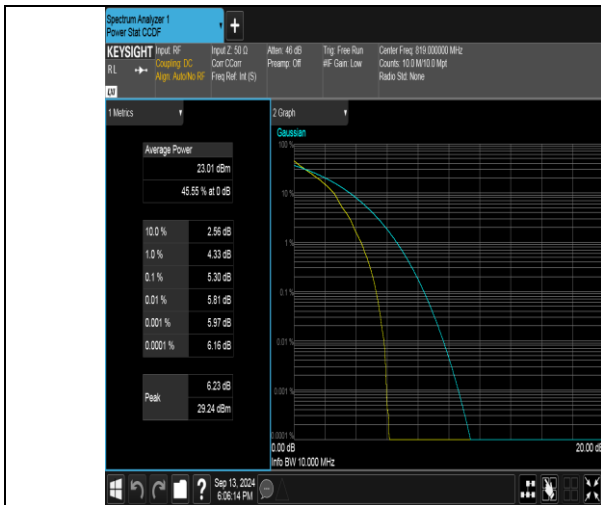 Spectrum Analyzer 1
Power Stat CCDF
+
KEYSIGHT
RL
Input: RF
Coupling: DC
Align: Auto/No RF
Input Z: 50 Ω
Corr CCorr
Freq Ref: Int (S)
Atten: 46 dB
Preamp: Off
Trig: Free Run
#IF Gain: Low
Center Freq: 819.000000 MHz
Counts: 10.0 M/10.0 Mpt
Radio Std: None
1 Metrics
Average Power
23.01 dBm
45.55 % at 0 dB
10.0 % 2.56 dB
1.0 % 4.33 dB
0.1 % 5.30 dB
0.01 % 5.81 dB
0.001 % 5.97 dB
0.0001 % 6.16 dB
Peak
6.23 dB
29.24 dBm
2 Graph
Gaussian
100 %
10 %
1 %
0.1 %
0.01 %
0.001 %
0.0001 %
0.00 dB 20.00 dB
Info BW 10.000 MHz
?
Sep 13, 2024
6:06:14 PM